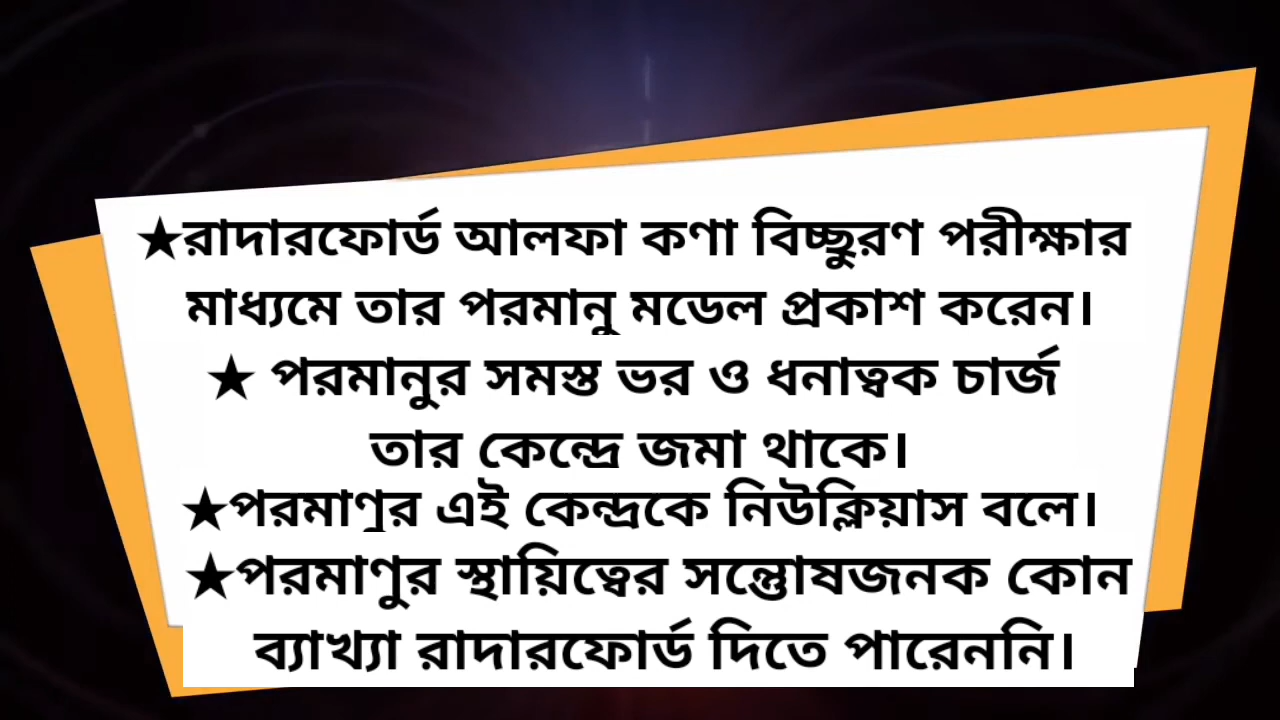 ★রাদারফোর্ড আলফা কণা বিচ্ছুরণ পরীক্ষার
মাধ্যমে তার পরমানু মডেল প্রকাশ করেন।
★ পরমানুর সমস্ত ভর ও ধনাত্বক চার্জ
তার কেন্দ্রে জমা থাকে।
★পরমাণুর এই কেন্দ্রকে নিউক্লিয়াস বলে।
★পরমাণুর স্থায়িত্বের সন্তুোষজনক কোন
ব্যাখ্যা রাদারফোর্ড দিতে পারেননি।